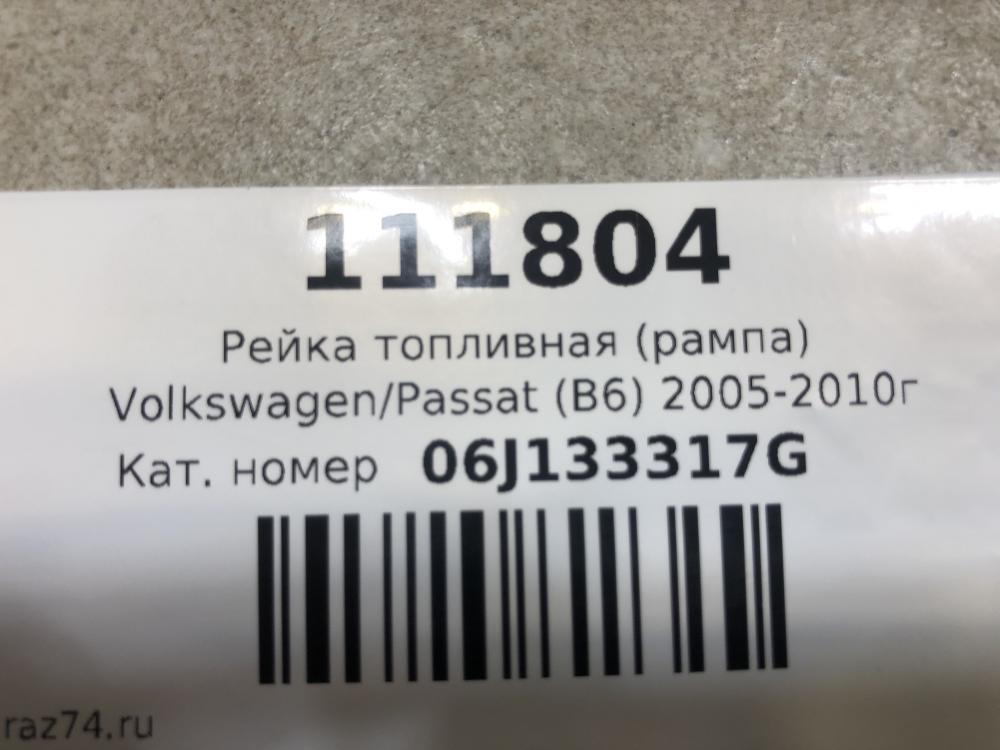 111804
Рейка топливная (рампа)
Volkswagen/Passat (B6) 2005-2010г
Кат. номер 06J133317G
raz74.ru